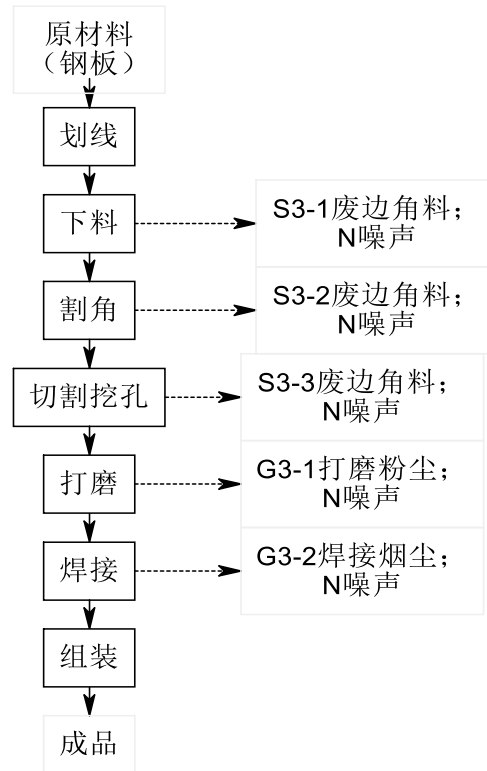 原材料
（钢板）
划线
下料
S3-1废边角料；
N噪声
割角
S3-2废边角料；
N噪声
切割挖孔
S3-3废边角料；
N噪声
打磨
G3-1打磨粉尘；
N噪声
焊接
G3-2焊接烟尘；
N噪声
组装
成品